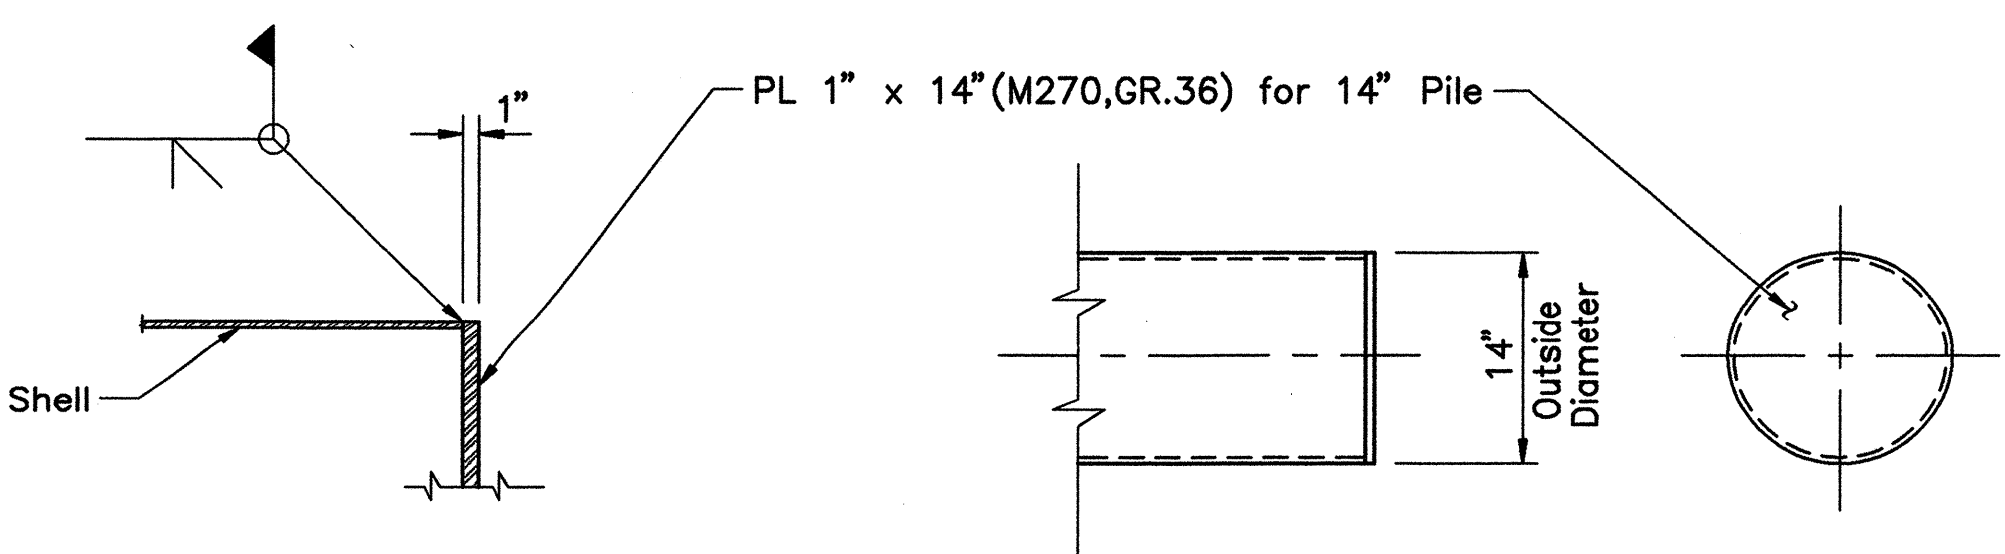 1"
PL 1" x 14"(M270,GR.36) for 14" Pile
Shell
14"
Outside
Diameter